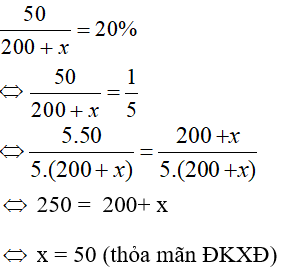 50 / 200 + x = 20%
⇔ 50 / 200 + x = 1 / 5
⇔ 5.50 / 5.(200 + x) = 200 +x / 5.(200 +x)
⇔ 250 = 200+ x
⇔ x = 50 (thỏa mãn ĐKXĐ)